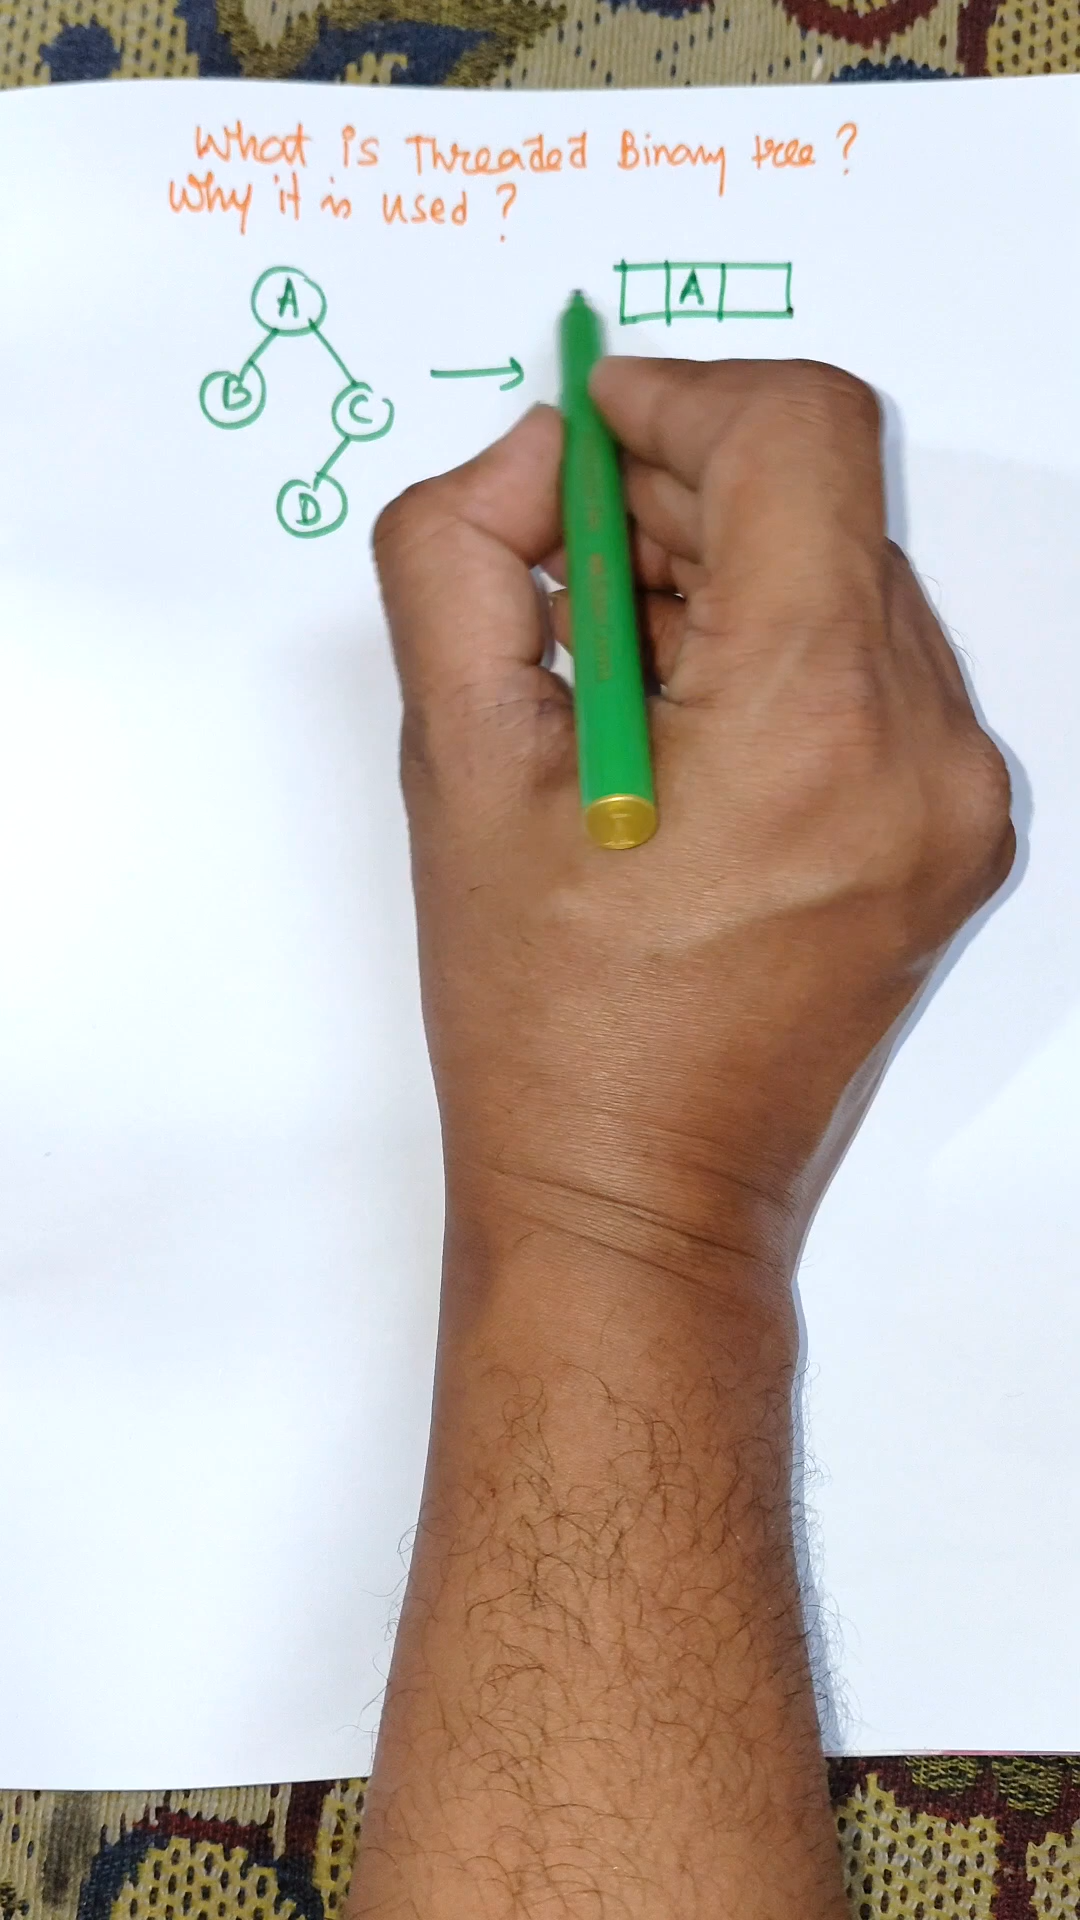 What is Threaded Binary tree ?
Why it is used ?
A
A
B
C
D